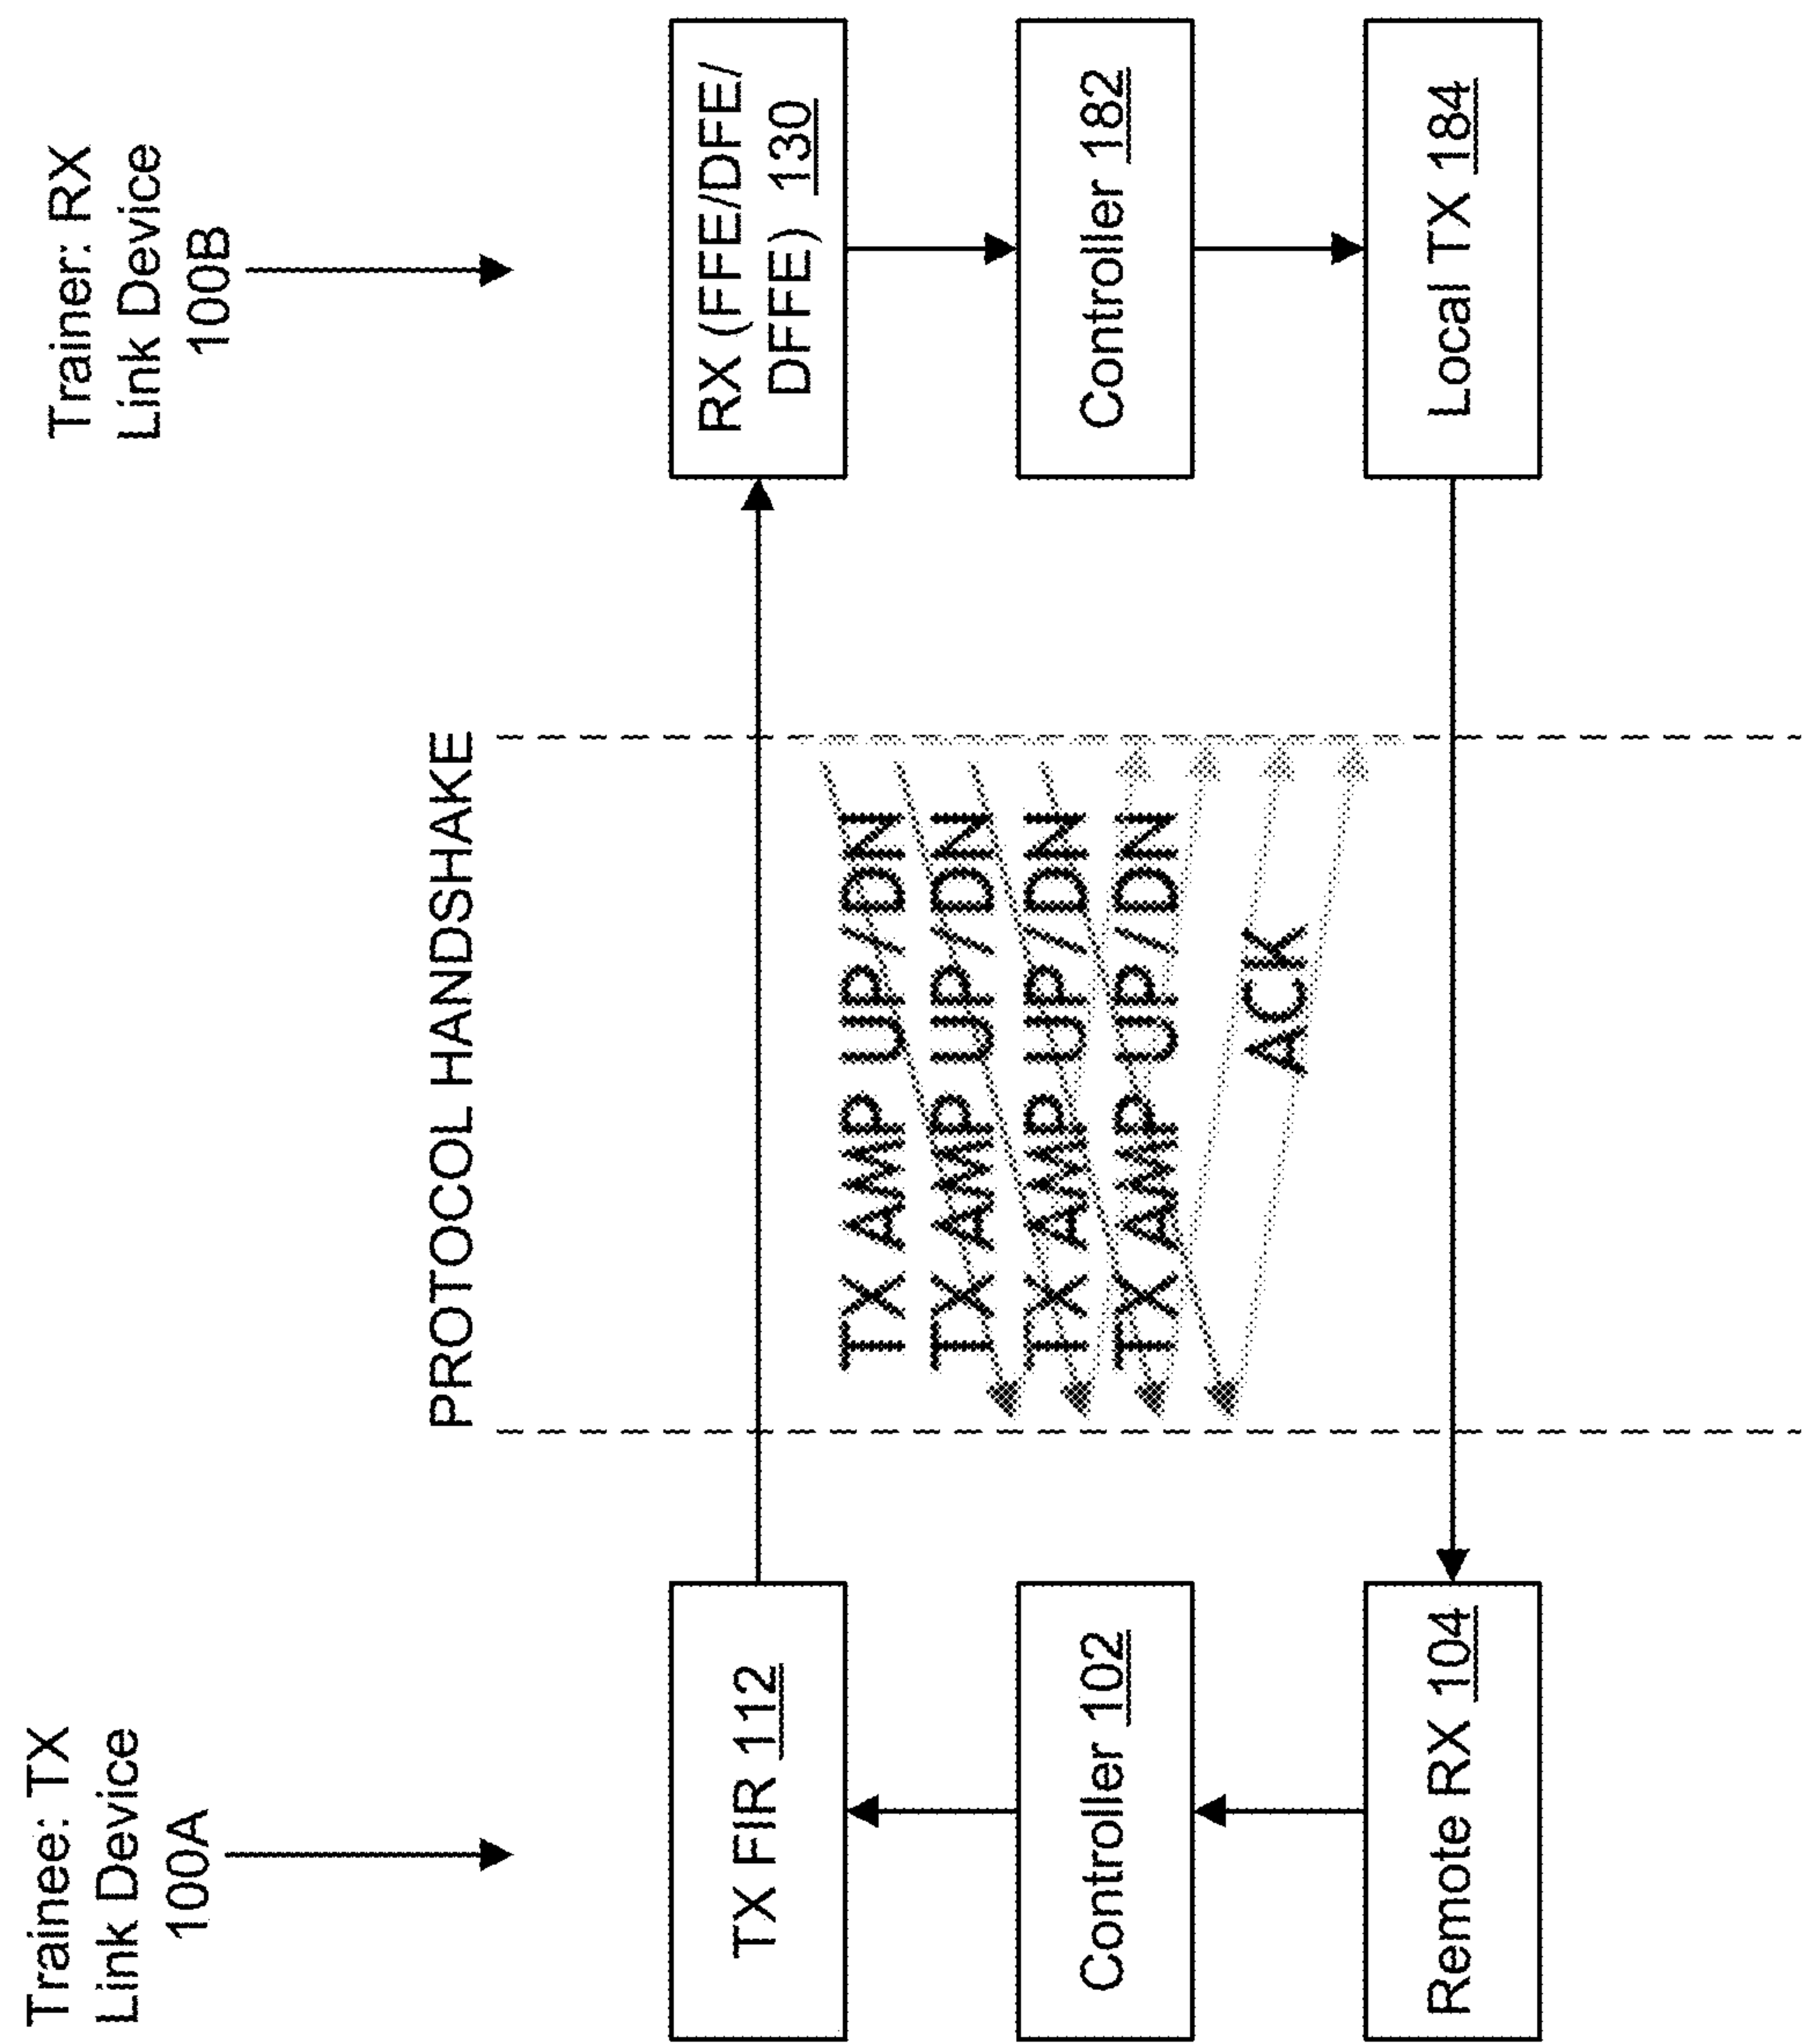 Trainee: TX
Link Device
100A
Trainer: RX
Link Device
100B
PROTOCOL HANDSHAKE
TX FIR 112
RX (FFE/DFE/
DFFE) 130
TX AMP UP/DN
TX AMP UP/DN
TX AMP UP/DN
TX AMP UP/DN
Controller 102
Controller 182
ACK
Remote RX 104
Local TX 184